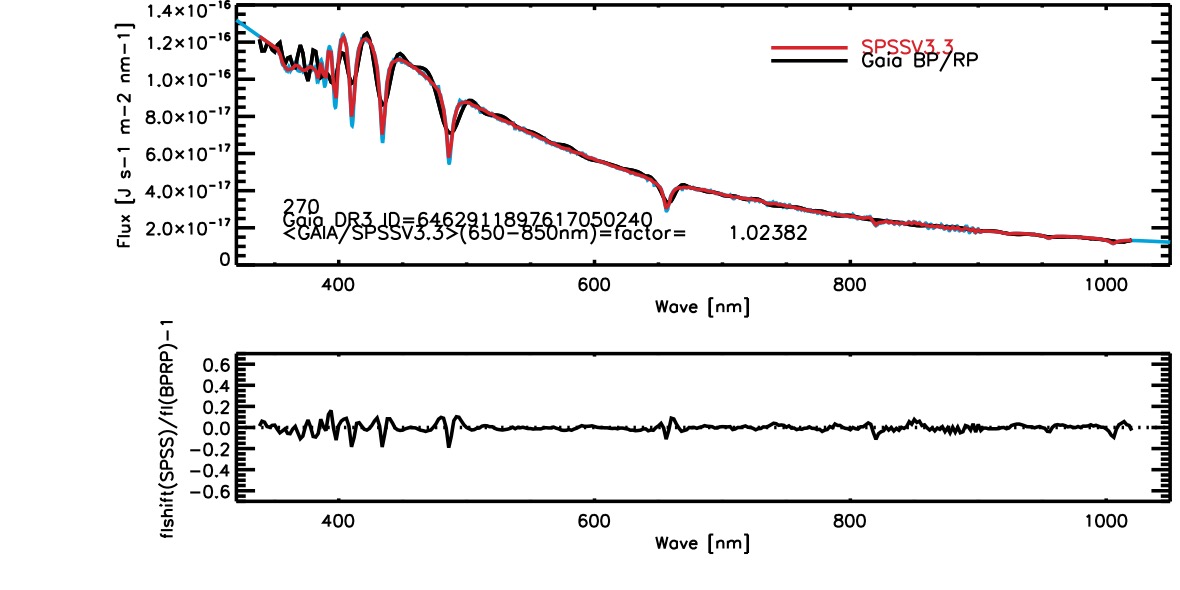 1.4×10−16
1.2×10−16
1.0×10−16
8.0×10−17
6.0×10−17
4.0×10−17
2.0×10−17
0
Flux [J s−1 m−2 nm−1]
SPSSV3.3
Gaia BP/RP
270
Gaia DR3 ID=6462911897617050240
<GAIA/SPSSV3.3>(650−850nm)=factor= 1.02382
400 600 800 1000
Wave [nm]
0.6
0.4
0.2
0.0
−0.2
−0.4
−0.6
flshift(SPSS)/fl(BPRP)−1
400 600 800 1000
Wave [nm]